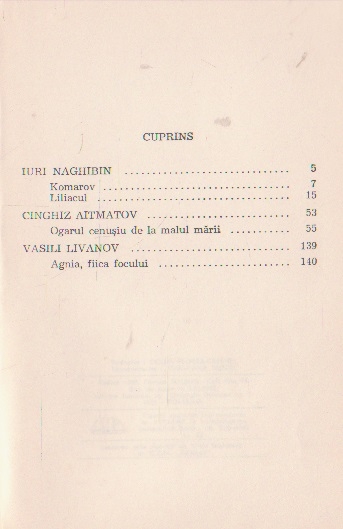 CUPRINS
IURI NAGHIBIN .............................. 5
Komarov .................................. 7
Liliacul ................................... 15
CINGHIZ AITMATOV ......................... 53
Ogarul cenușiu de la malul mării ........... 55
VASILI LIVANOV ............................ 139
Agnia, fiica focului ........................ 140